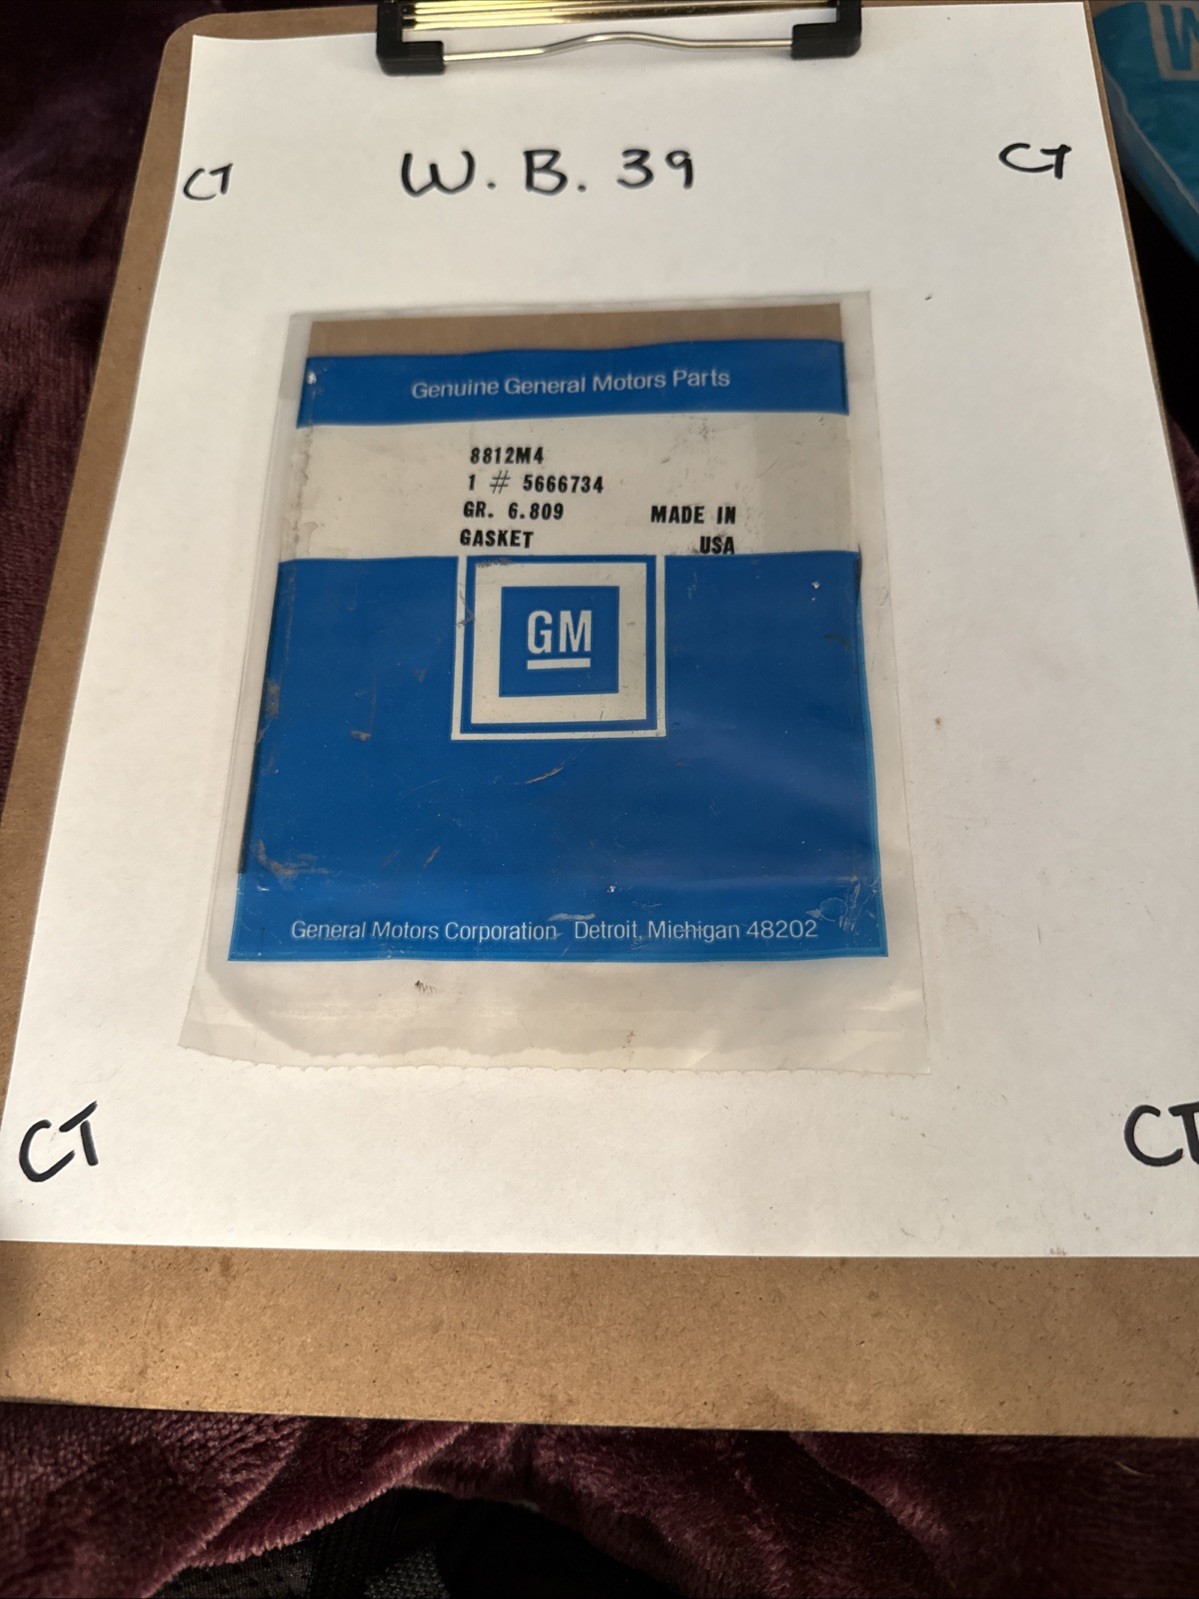 CT W. B. 39 CT
Genuine General Motors Parts
8812M4
1 # 5666734
GR. 6.809 MADE IN
GASKET USA
GM
General Motors Corporation Detroit, Michigan 48202
CT CT